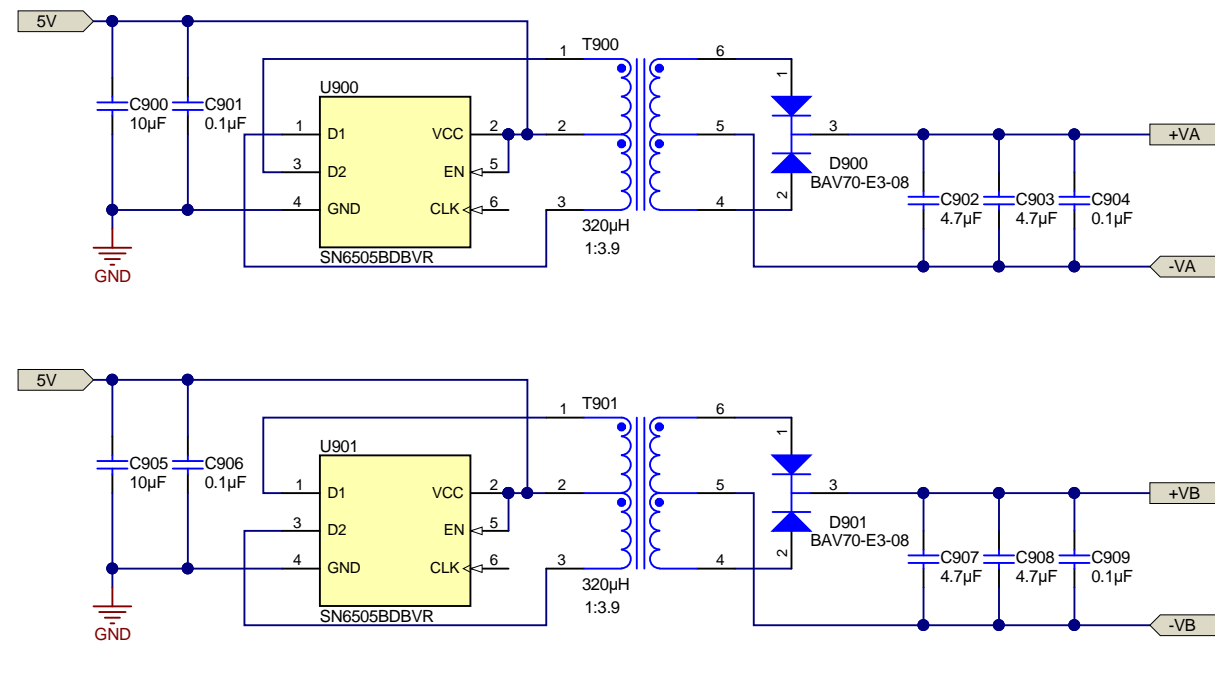 5V
C900
10µF
C901
0.1µF
GND
U900
1
D1
3
D2
4
GND
VCC
2
EN
5
CLK
6
SN6505BDBVR
T900
1
2
3
6
5
4
320µH
1:3.9
1
2
3
D900
BAV70-E3-08
C902
4.7µF
C903
4.7µF
C904
0.1µF
+VA
-VA
5V
C905
10µF
C906
0.1µF
GND
U901
1
D1
3
D2
4
GND
VCC
2
EN
5
CLK
6
SN6505BDBVR
T901
1
2
3
6
5
4
320µH
1:3.9
1
2
3
D901
BAV70-E3-08
C907
4.7µF
C908
4.7µF
C909
0.1µF
+VB
-VB